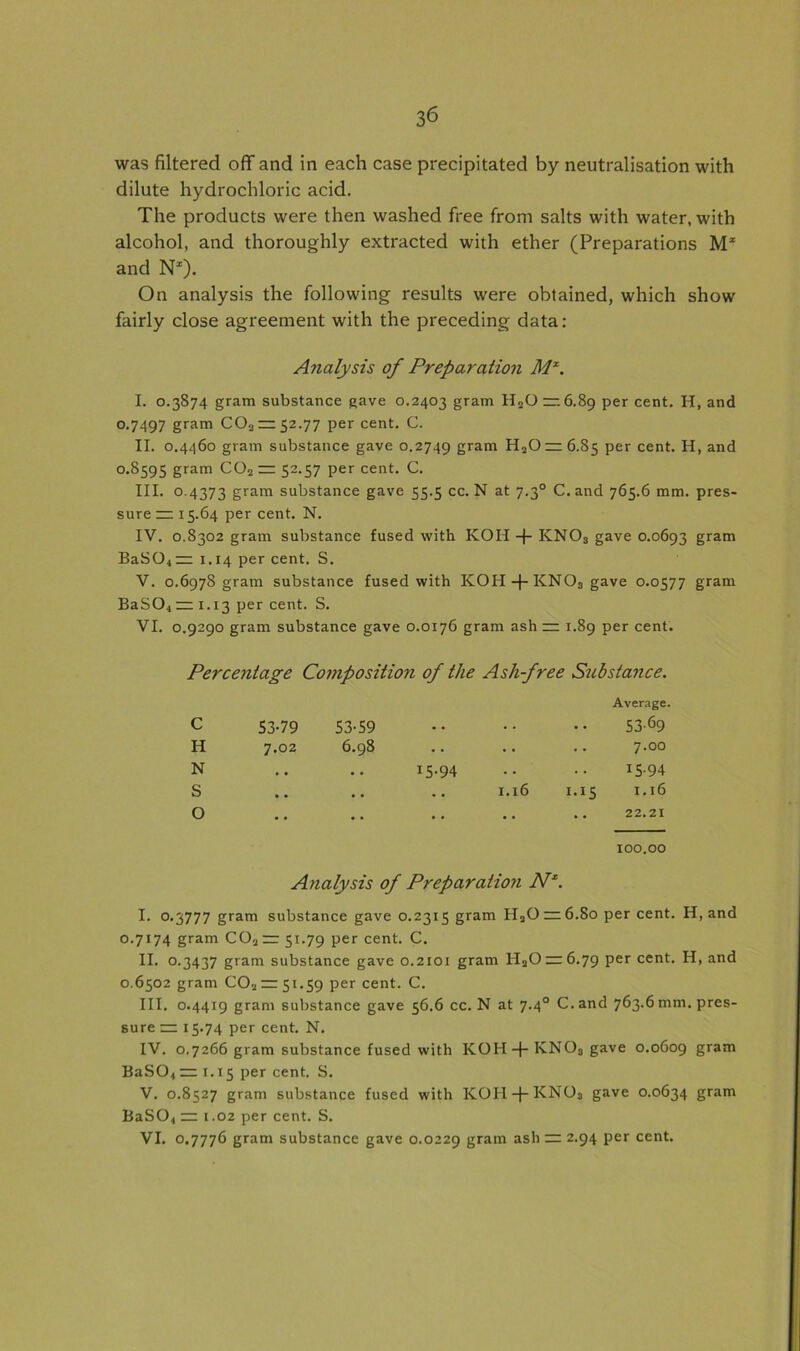 36
was filtered off and in each case precipitated by neutralisation with
dilute hydrochloric acid.
The products were then washed free from salts with water, with
alcohol, and thoroughly extracted with ether (Preparations Mˣ
and Nˣ).
On analysis the following results were obtained, which show
fairly close agreement with the preceding data:
Analysis of Preparation Mˣ.
I. 0.3874 gram substance gave 0.2403 gram H₂O = 6.89 per cent. H, and
0.7497 gram CO₂ = 52.77 per cent. C.
II. 0.4460 gram substance gave 0.2749 gram H₂O = 6.85 per cent. H, and
0.8595 gram CO₂ = 52.57 per cent. C.
III. 0.4373 gram substance gave 55.5 cc. N at 7.3° C. and 765.6 mm. pres-
sure = 15.64 per cent. N.
IV. 0.8302 gram substance fused with KOH + KNO₃ gave 0.0693 gram
BaSO₄ = 1.14 per cent. S.
V. 0.6978 gram substance fused with KOH + KNO₃ gave 0.0577 gram
BaSO₄ = 1.13 per cent. S.
VI. 0.9290 gram substance gave 0.0176 gram ash = 1.89 per cent.
Percentage Composition of the Ash-free Substance.
Average.
C 53.79 53.59 .. .. .. 53.69
H 7.02 6.98 .. .. .. 7.00
N .. .. 15.94 .. .. 15.94
S .. .. .. 1.16 1.15 1.16
O .. .. .. .. .. 22.21
100.00
Analysis of Preparation Nˣ.
I. 0.3777 gram substance gave 0.2315 gram H₂O = 6.80 per cent. H, and
0.7174 gram CO₂ = 51.79 per cent. C.
II. 0.3437 gram substance gave 0.2101 gram H₂O = 6.79 per cent. H, and
0.6502 gram CO₂ = 51.59 per cent. C.
III. 0.4419 gram substance gave 56.6 cc. N at 7.4° C. and 763.6 mm. pres-
sure = 15.74 per cent. N.
IV. 0.7266 gram substance fused with KOH + KNO₃ gave 0.0609 gram
BaSO₄ = 1.15 per cent. S.
V. 0.8527 gram substance fused with KOH + KNO₃ gave 0.0634 gram
BaSO₄ = 1.02 per cent. S.
VI. 0.7776 gram substance gave 0.0229 gram ash = 2.94 per cent.